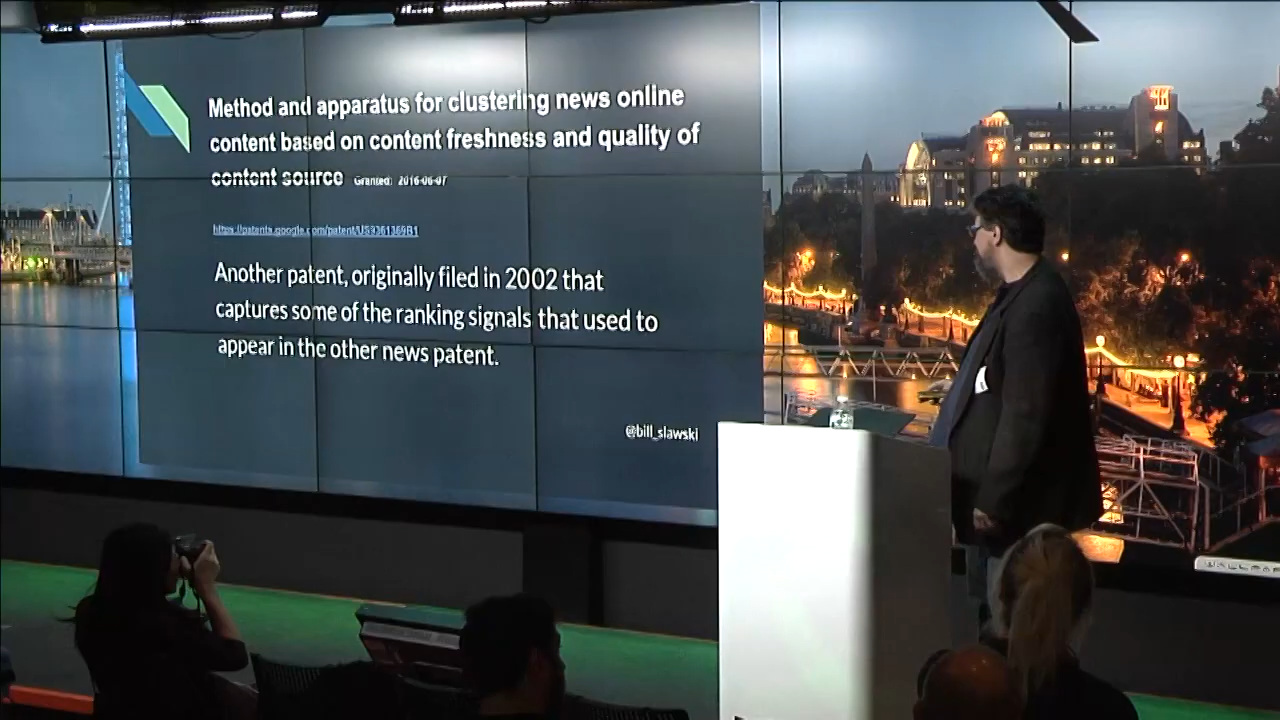 Method and apparatus for clustering news online
content based on content freshness and quality of
content source Granted: 2016-06-07
https://patents.google.com/patent/US9361369B1
Another patent, originally filed in 2002 that
captures some of the ranking signals that used to
appear in the other news patent.
@bill_slawski